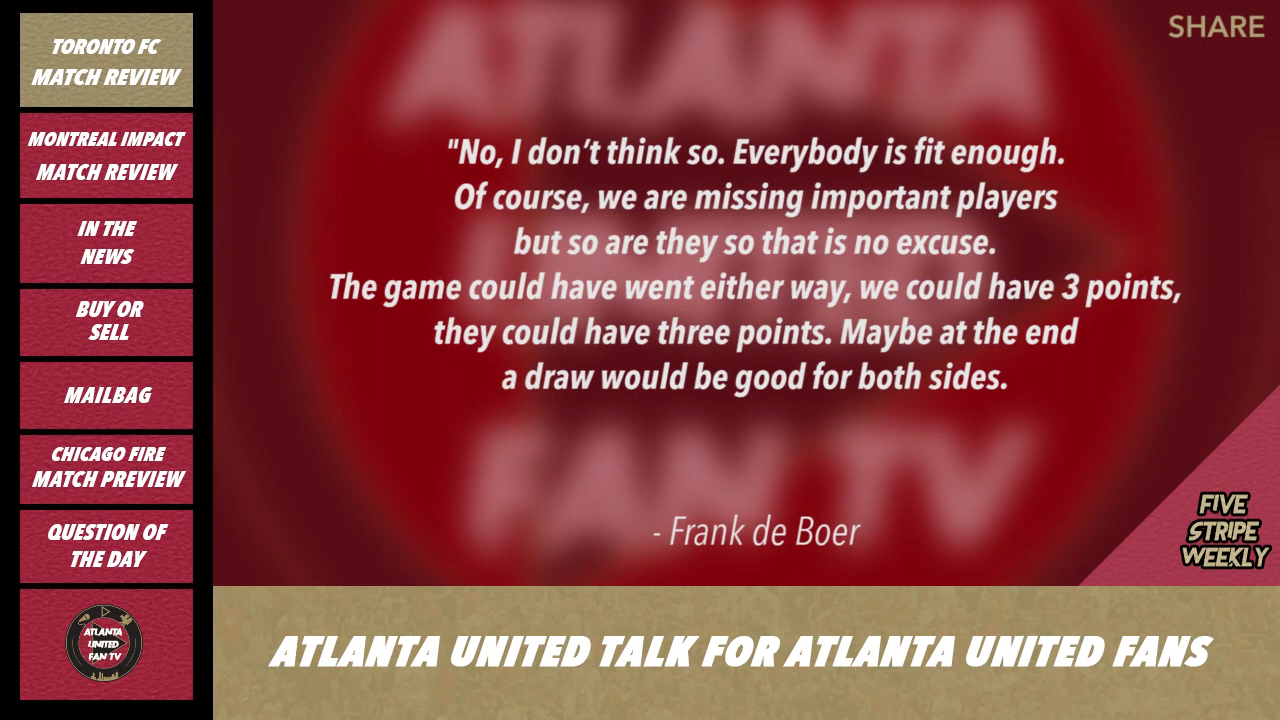 TORONTO FC
MATCH REVIEW
MONTREAL IMPACT
MATCH REVIEW
IN THE
NEWS
BUY OR
SELL
MAILBAG
CHICAGO FIRE
MATCH PREVIEW
QUESTION OF
THE DAY
ATLANTA
UNITED
FAN TV
SHARE
ATLANTA
"No, I don't think so. Everybody is fit enough.
Of course, we are missing important players
but so are they so that is no excuse.
The game could have went either way, we could have 3 points,
they could have three points. Maybe at the end
a draw would be good for both sides.
FAN TV
- Frank de Boer
FIVE
STRIPE
WEEKLY
ATLANTA UNITED TALK FOR ATLANTA UNITED FANS